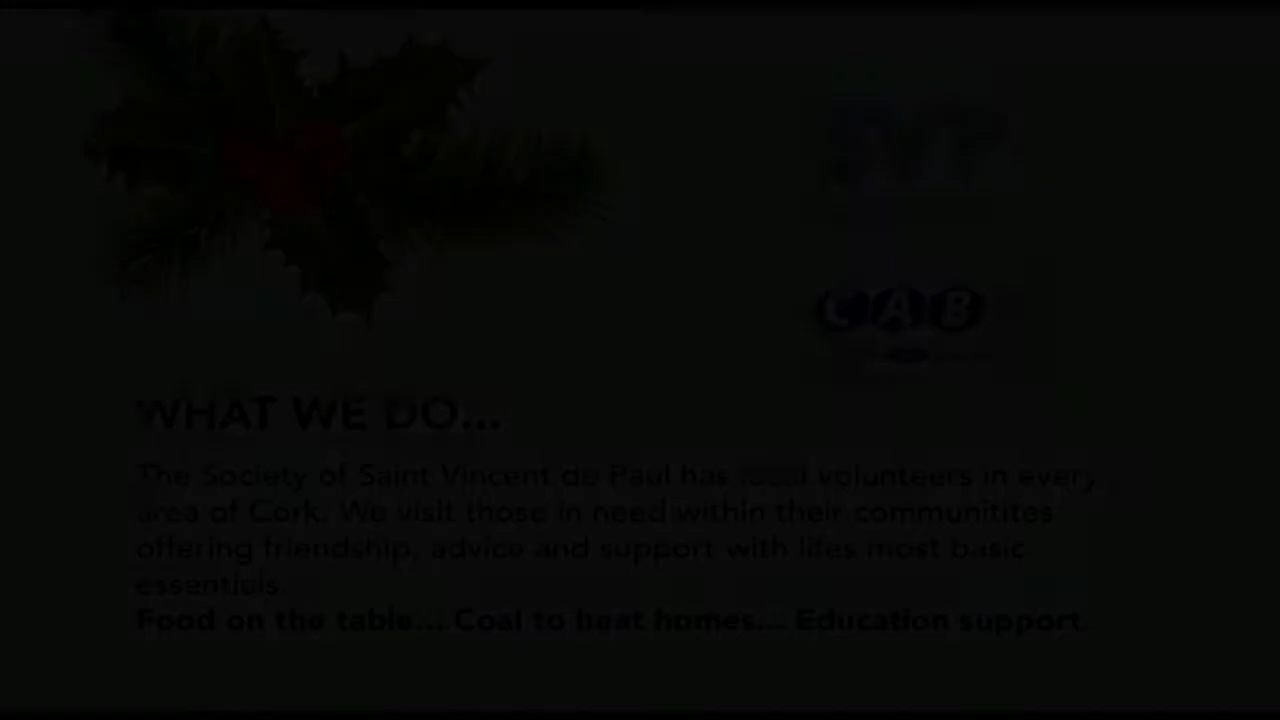 SVP
CAB
WHAT WE DO...
The Society of Saint Vincent de Paul has local volunteers in every
area of Cork. We visit those in need within their communitites
offering friendship, advice and support with lifes most basic
essentials.
Food on the table... Coal to heat homes... Education support